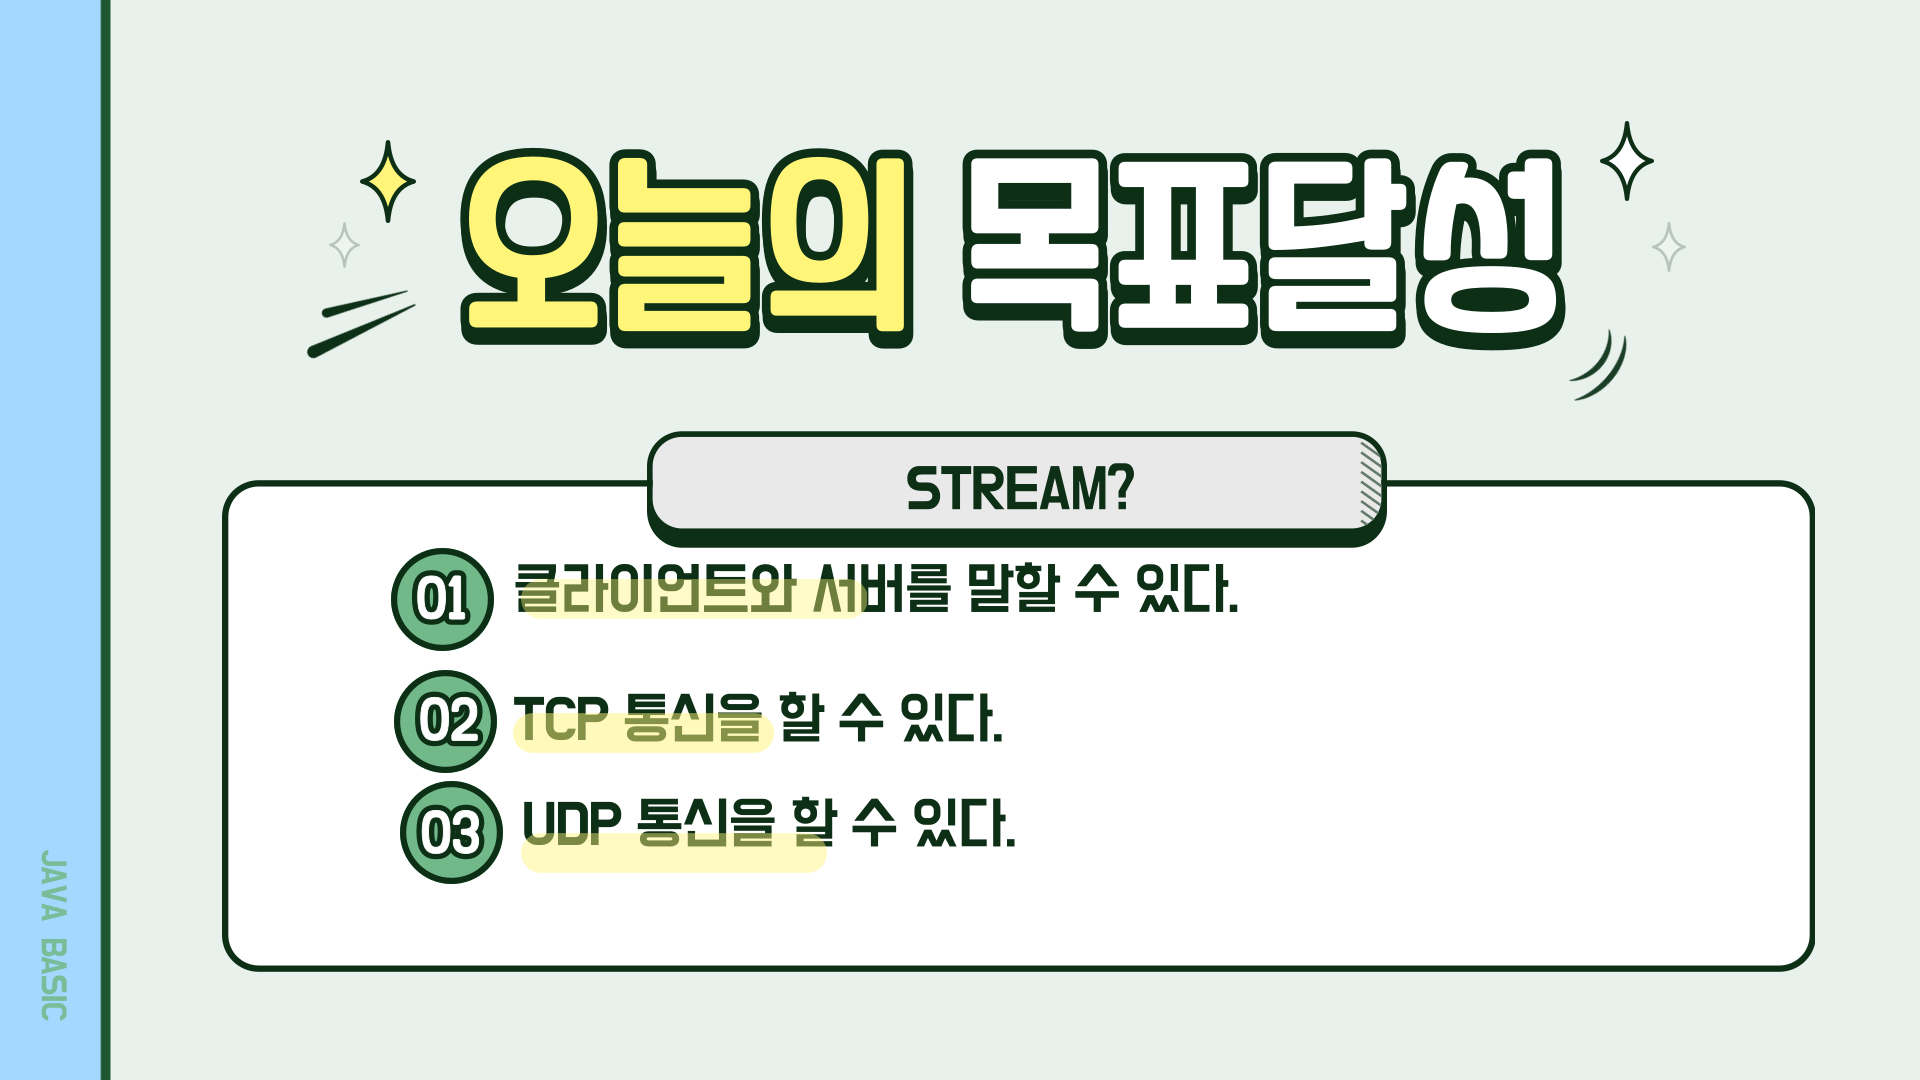 오늘의 목표달성
STREAM?
01 클라이언트와 서버를 말할 수 있다.
02 TCP 통신을 할 수 있다.
03 UDP 통신을 할 수 있다.
JAVA BASIC